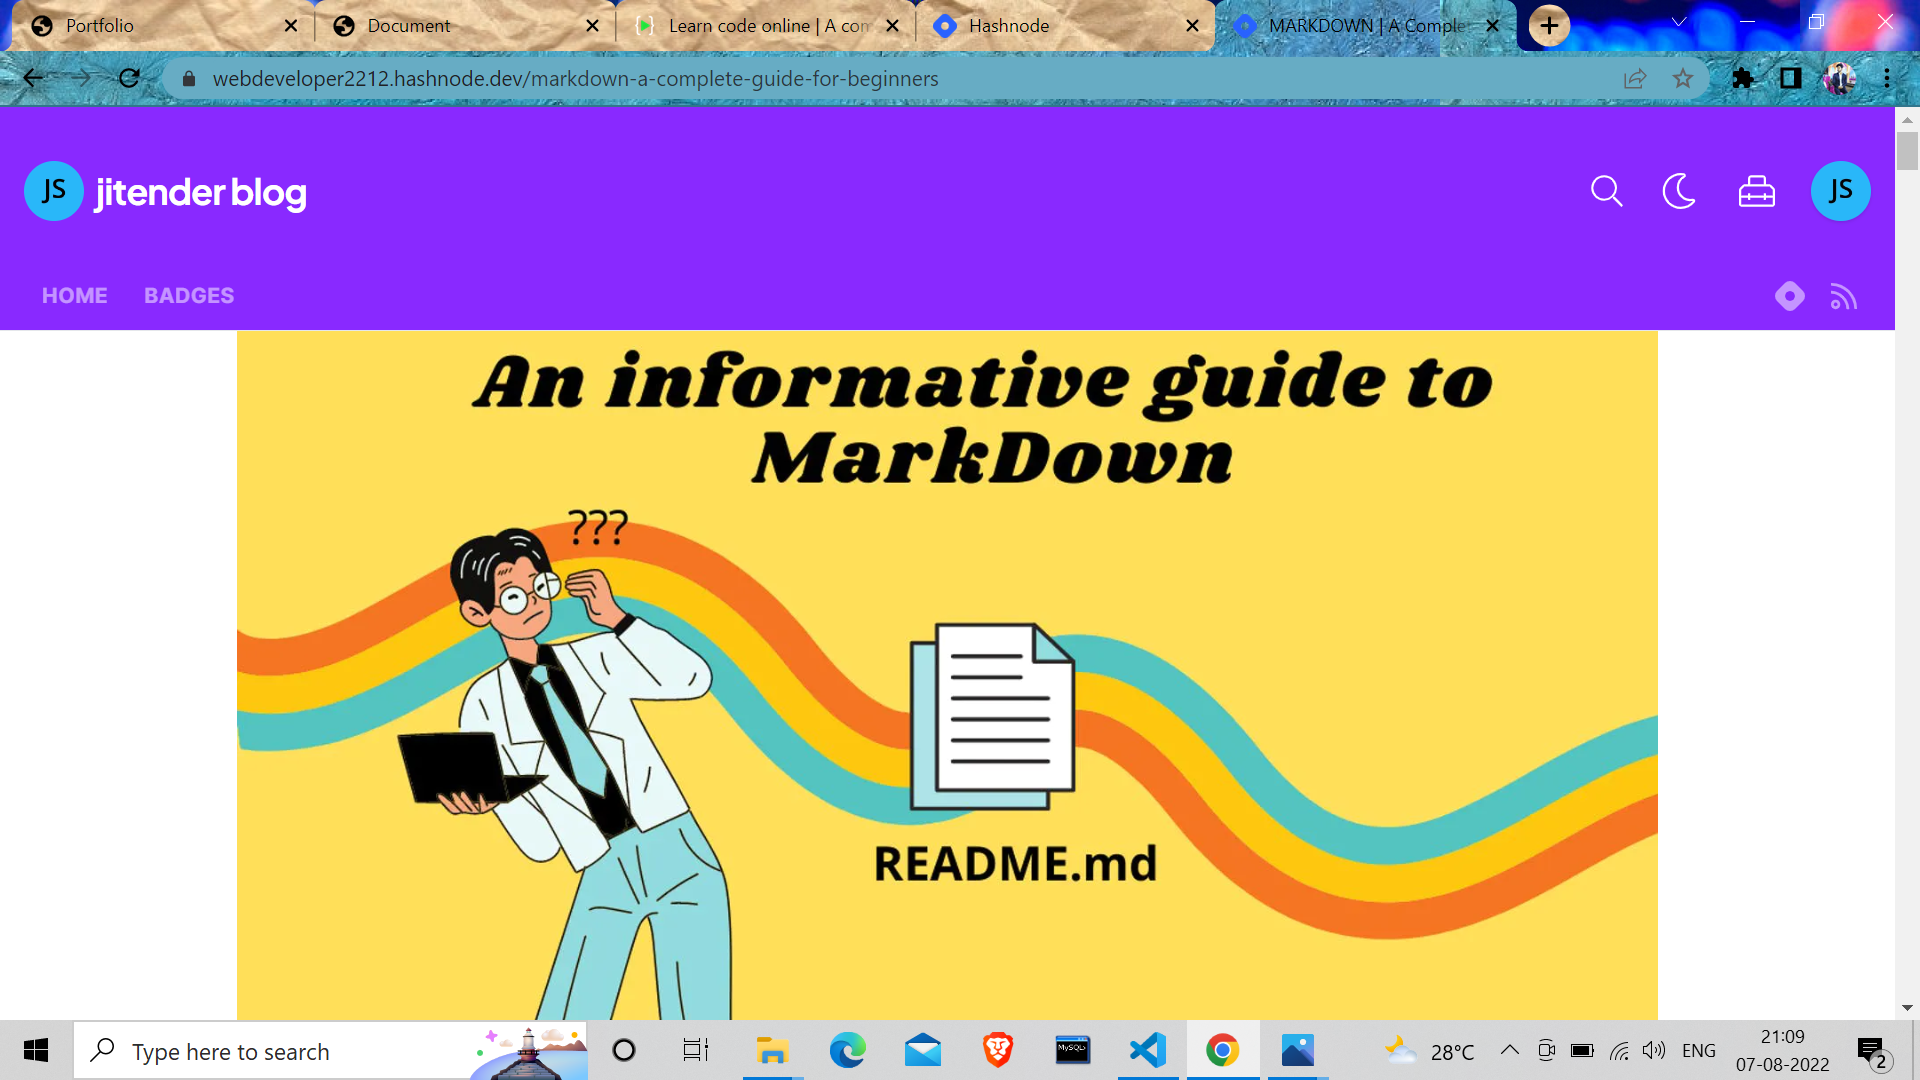 Portfolio
Document
Learn code online | A con
Hashnode
MARKDOWN | A Comple
webdeveloper2212.hashnode.dev/markdown-a-complete-guide-for-beginners
JS
jitender blog
JS
HOME
BADGES
An informative guide to
MarkDown
???
README.md
Type here to search
MySQL
28°C
ENG
21:09
07-08-2022
2